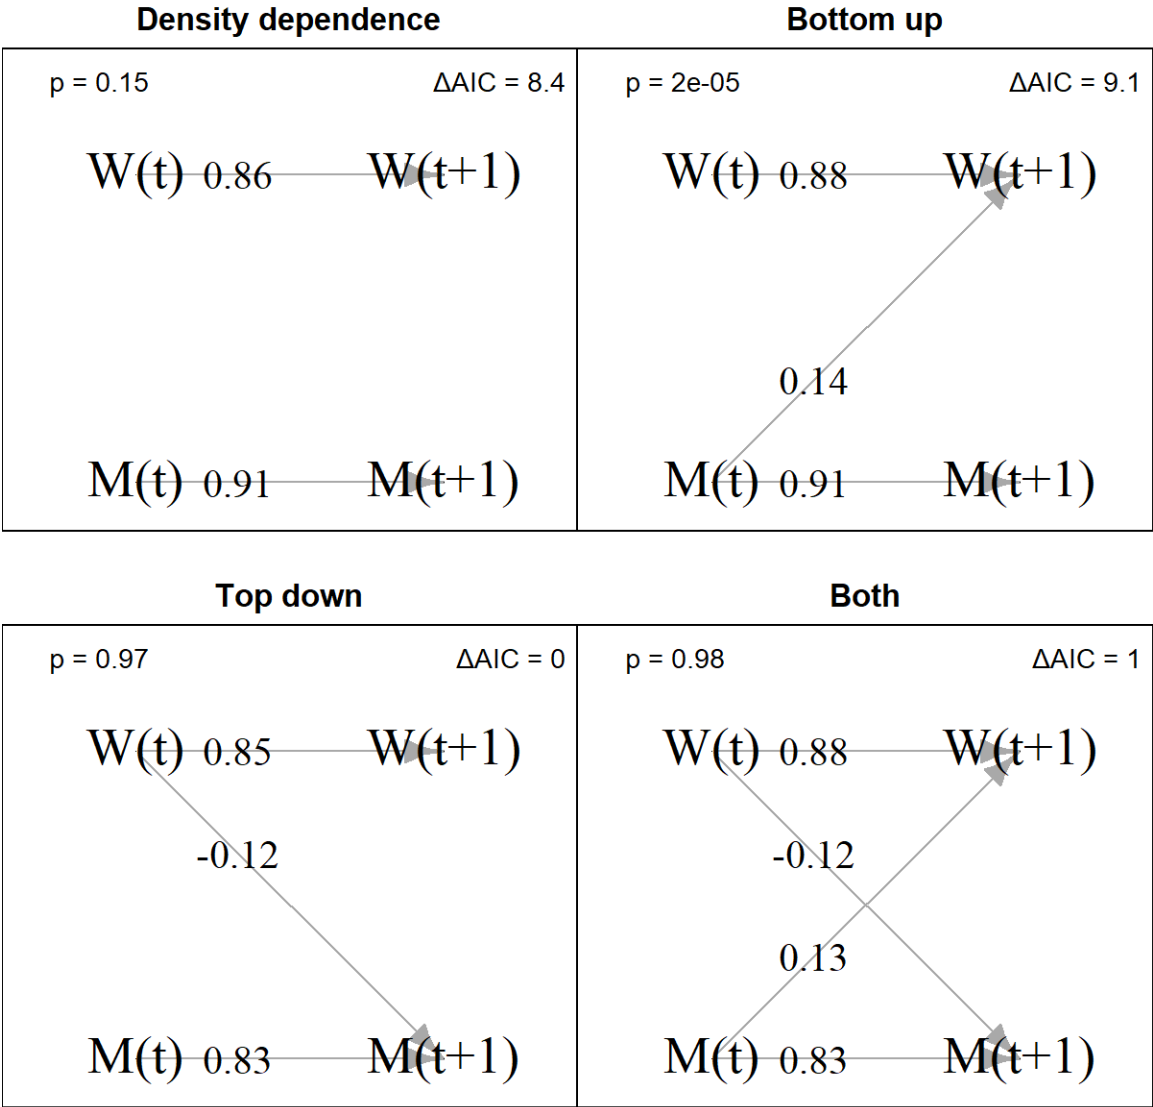 Density dependence
p = 0.15 ΔAIC = 8.4
W(t) 0.86 W(t+1)
M(t) 0.91 M(t+1)
Bottom up
p = 2e-05 ΔAIC = 9.1
W(t) 0.88 W(t+1)
0.14
M(t) 0.91 M(t+1)
Top down
p = 0.97 ΔAIC = 0
W(t) 0.85 W(t+1)
-0.12
M(t) 0.83 M(t+1)
Both
p = 0.98 ΔAIC = 1
W(t) 0.88 W(t+1)
-0.12
0.13
M(t) 0.83 M(t+1)